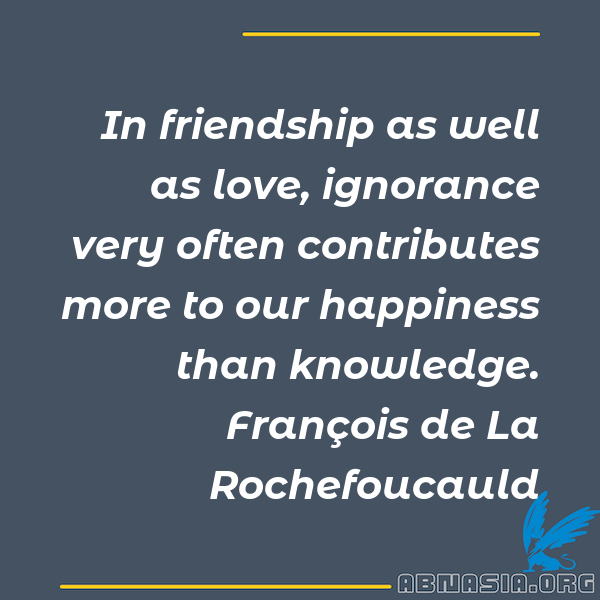 In friendship as well
as love, ignorance
very often contributes
more to our happiness
than knowledge.
François de La
Rochefoucauld
ABNASIA.ORG